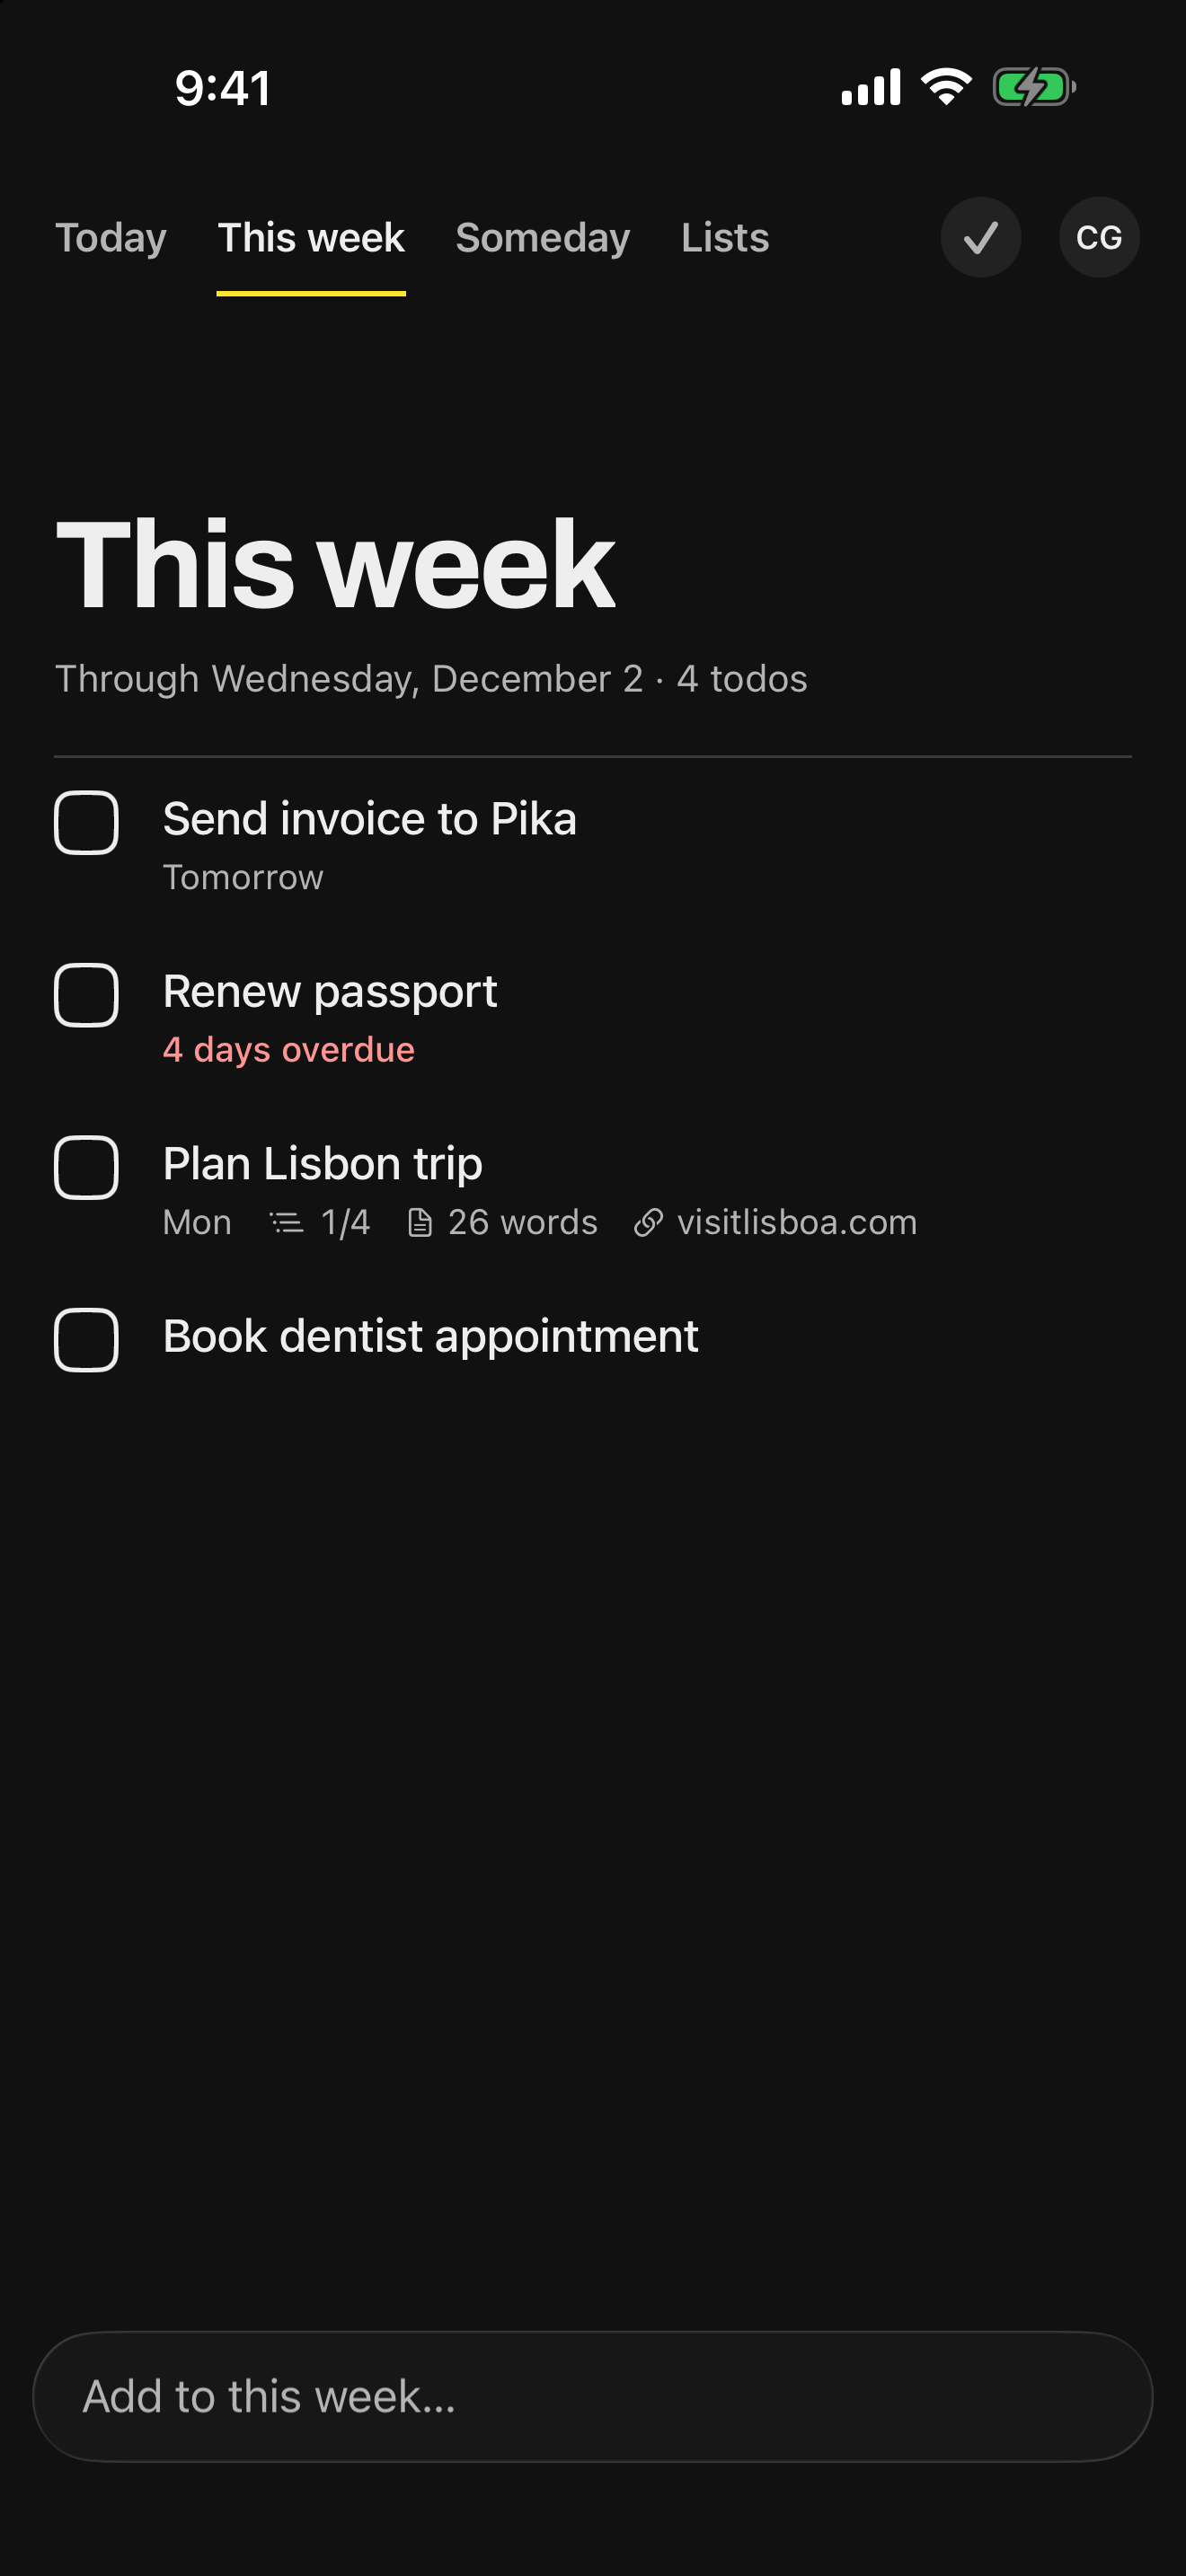 9:41
Today This week Someday Lists CG
This week
Through Wednesday, December 2 · 4 todos
Send invoice to Pika
Tomorrow
Renew passport
4 days overdue
Plan Lisbon trip
Mon 1/4 26 words visitlisboa.com
Book dentist appointment
Add to this week...